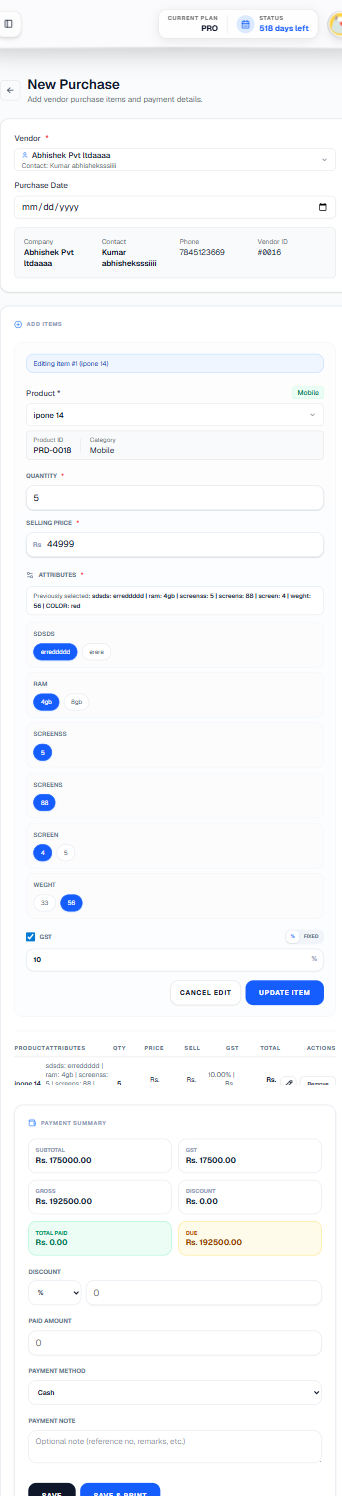 CURRENT PLAN
PRO
STATUS
518 days left
New Purchase
Add vendor purchase items and payment details.
Vendor *
Abhishek Pvt ltdaaaa
Contact: Kumar abhisheksssiiii
Purchase Date
mm/dd/yyyy
Company
Abhishek Pvt
ltdaaaa
Contact
Kumar
abhisheksssiiii
Phone
7845123669
Vendor ID
#0016
ADD ITEMS
Editing item #1 (ipone 14)
Product *
Mobile
ipone 14
Product ID
PRD-0018
Category
Mobile
QUANTITY *
5
SELLING PRICE *
Rs 44999
ATTRIBUTES *
Previously selected: sdsds: erreddddd | ram: 4gb | screenss: 5 | screens: 88 | screen: 4 | weght:
56 | COLOR: red
SDSDS
erreddddd erere
RAM
4gb 8gb
SCREENSS
5
SCREENS
88
SCREEN
4 5
WEGHT
33 56
GST
% FIXED
10 %
CANCEL EDIT UPDATE ITEM
PRODUCT ATTRIBUTES QTY PRICE SELL GST TOTAL ACTIONS
sdsds: erreddddd |
ram: 4gb | screenss:
ipone 14 5 | screens: 88 | 5 Rs. Rs. 10.00% | Rs. Rs. Remove
PAYMENT SUMMARY
SUBTOTAL
Rs. 175000.00
GST
Rs. 17500.00
GROSS
Rs. 192500.00
DISCOUNT
Rs. 0.00
TOTAL PAID
Rs. 0.00
DUE
Rs. 192500.00
DISCOUNT
% 0
PAID AMOUNT
0
PAYMENT METHOD
Cash
PAYMENT NOTE
Optional note (reference no, remarks, etc.)
SAVE SAVE & PRINT